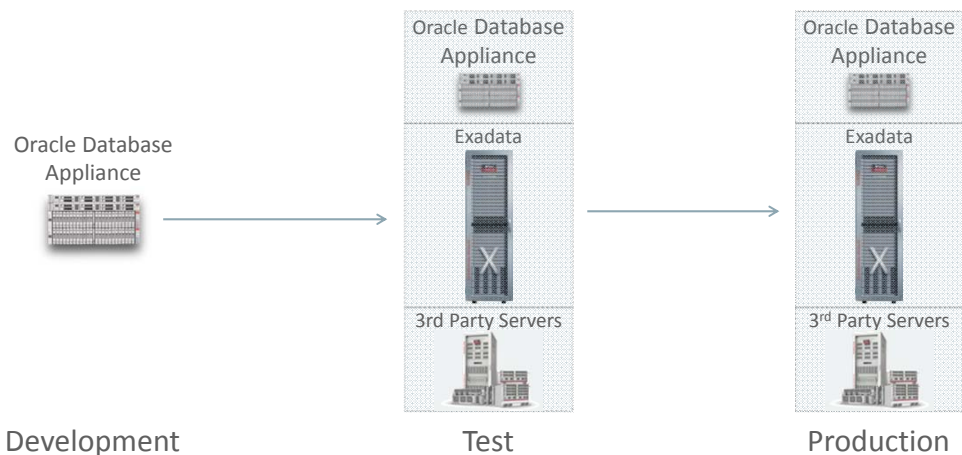 Oracle Database
Appliance
Oracle Database
Appliance
Exadata
3rd Party Servers
Oracle Database
Appliance
Exadata
3rd Party Servers
Development
Test
Production